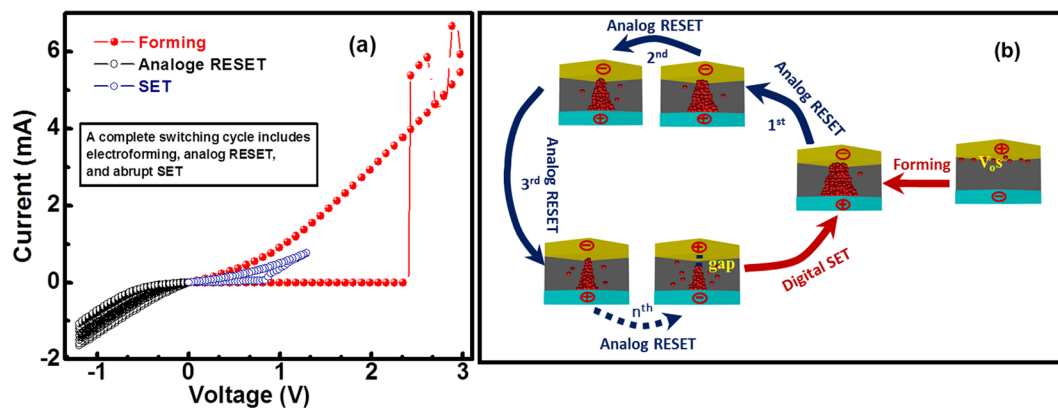 (a)
Forming
Analoge RESET
SET
A complete switching cycle includes
electroforming, analog RESET,
and abrupt SET
6
4
2
0
-2
-1
0
1
2
3
Current (mA)
Voltage (V)
(b)
Analog RESET
2nd
Analog RESET
1st
Analog RESET
3rd
Forming
Vos
gap
Digital SET
nth
Analog RESET
− − − + − − + +
+ + + − + −